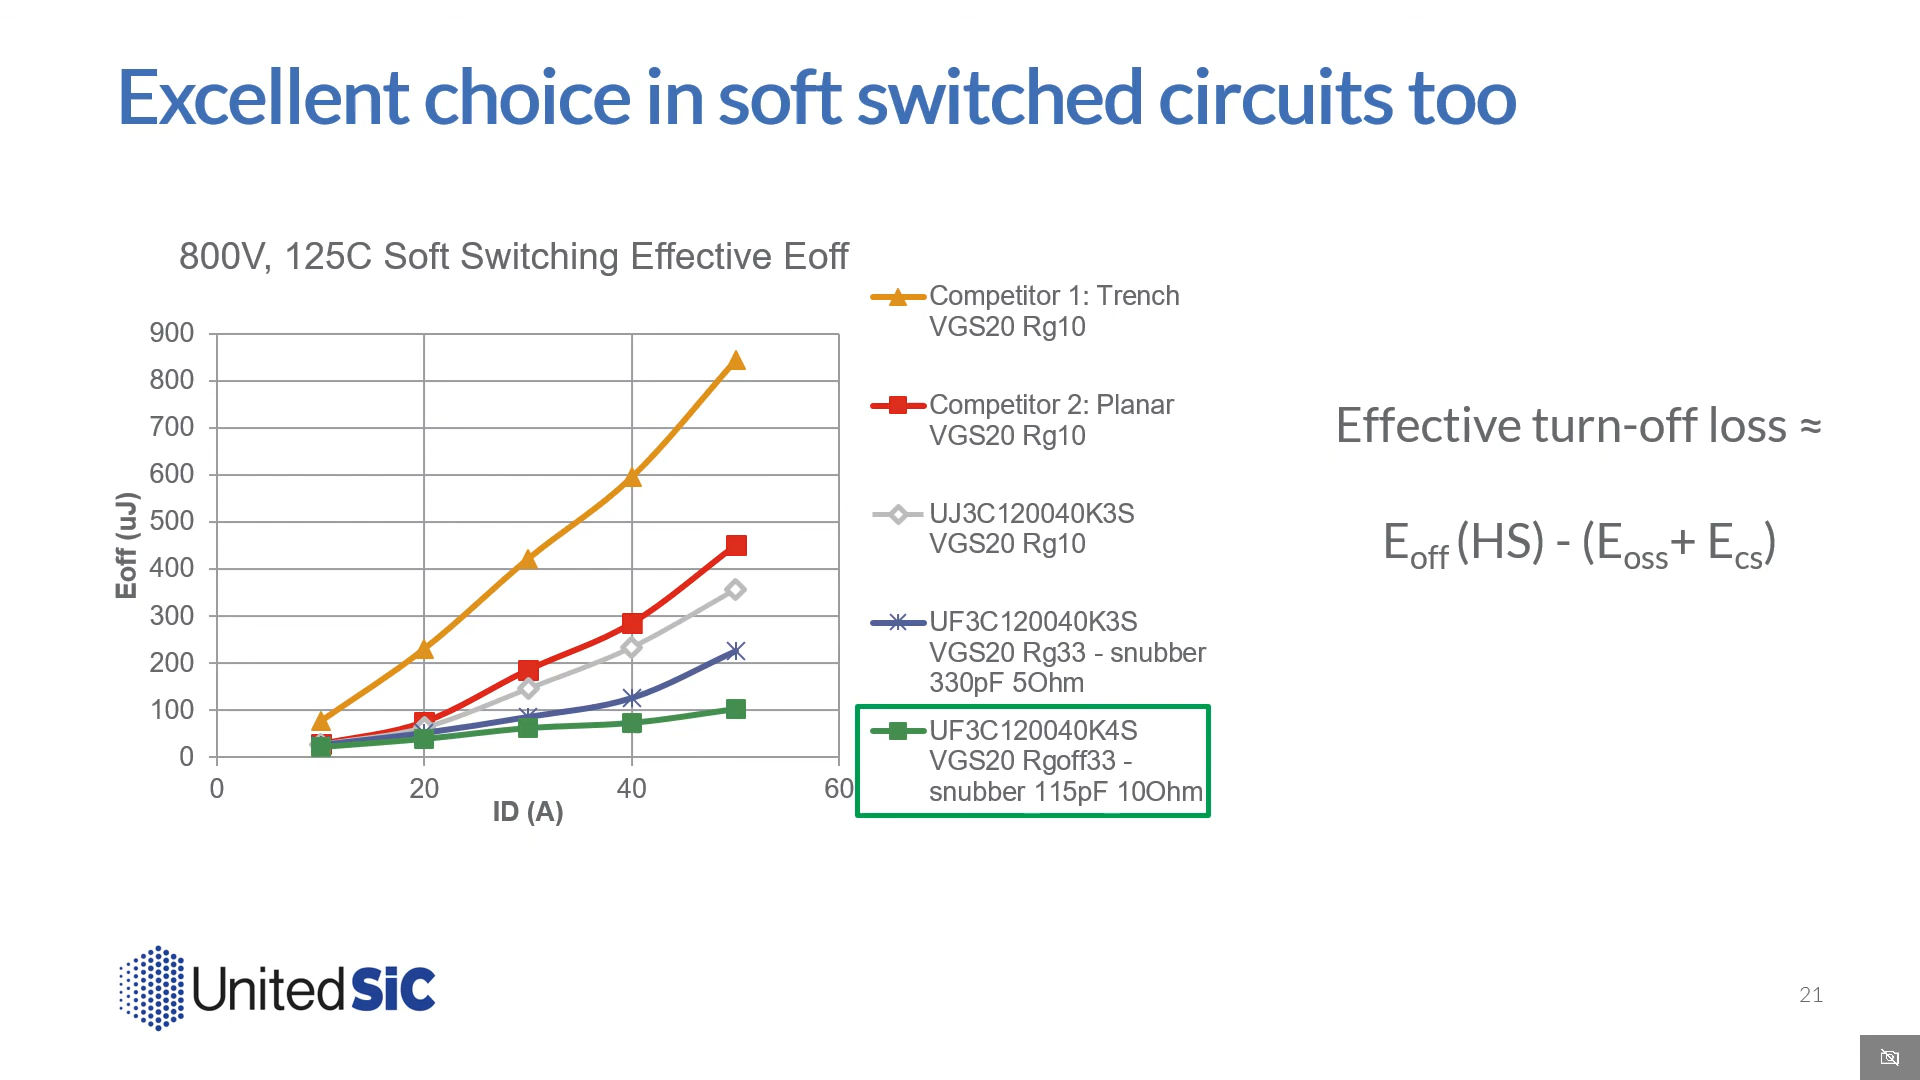 Excellent choice in soft switched circuits too
800V, 125C Soft Switching Effective Eoff
900
800
700
600
500
400
300
200
100
0
Eoff (uJ)
0
20
40
60
ID (A)
Competitor 1: Trench
VGS20 Rg10
Competitor 2: Planar
VGS20 Rg10
UJ3C120040K3S
VGS20 Rg10
UF3C120040K3S
VGS20 Rg33 - snubber
330pF 5Ohm
UF3C120040K4S
VGS20 Rgoff33 -
snubber 115pF 10Ohm
Effective turn-off loss ≈
Eoff (HS) - (Eoss+ Ecs)
United SiC
21